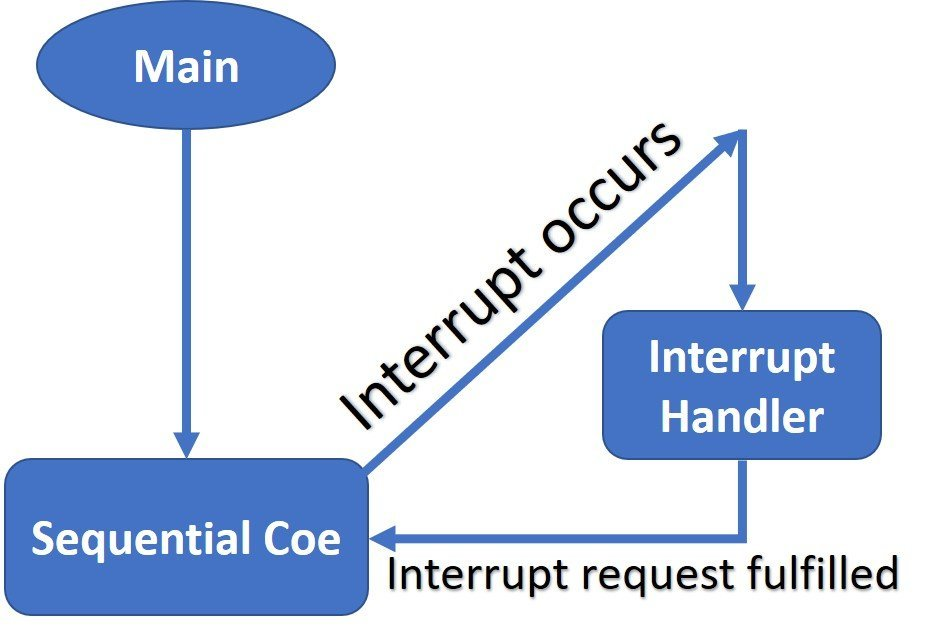 Main
Interrupt occurs
Interrupt
Handler
Sequential Coe
Interrupt request fulfilled